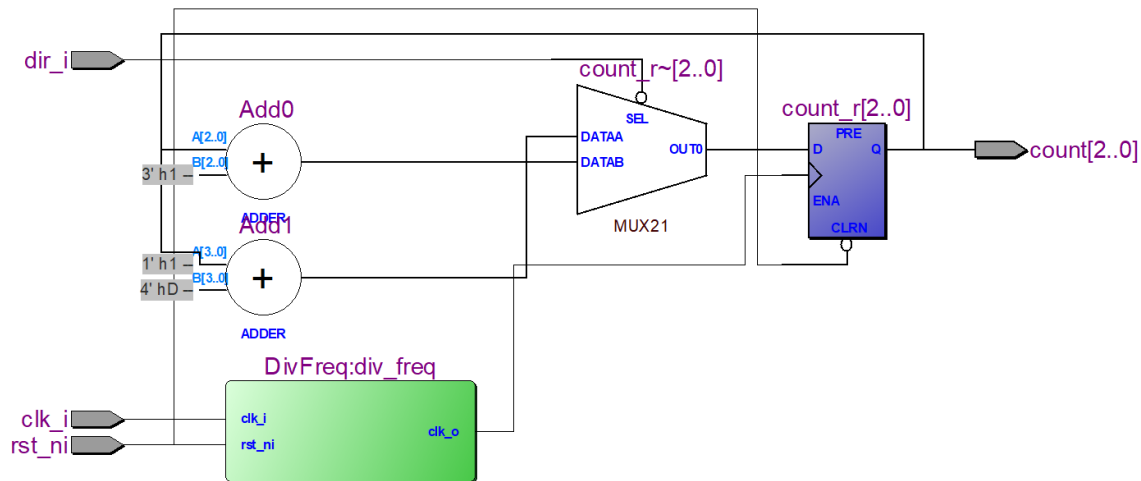 dir_i
count_r~[2..0]
SEL
DATAA
DATAB
OUT0
MUX21
count_r[2..0]
PRE
D
Q
ENA
CLRN
count[2..0]
Add0
A[2..0]
B[2..0]
3' h1
+
ADDER
Add1
A[3..0]
1' h1
B[3..0]
4' hD
+
ADDER
DivFreq:div_freq
clk_i
clk_i
rst_ni
rst_ni
clk_o